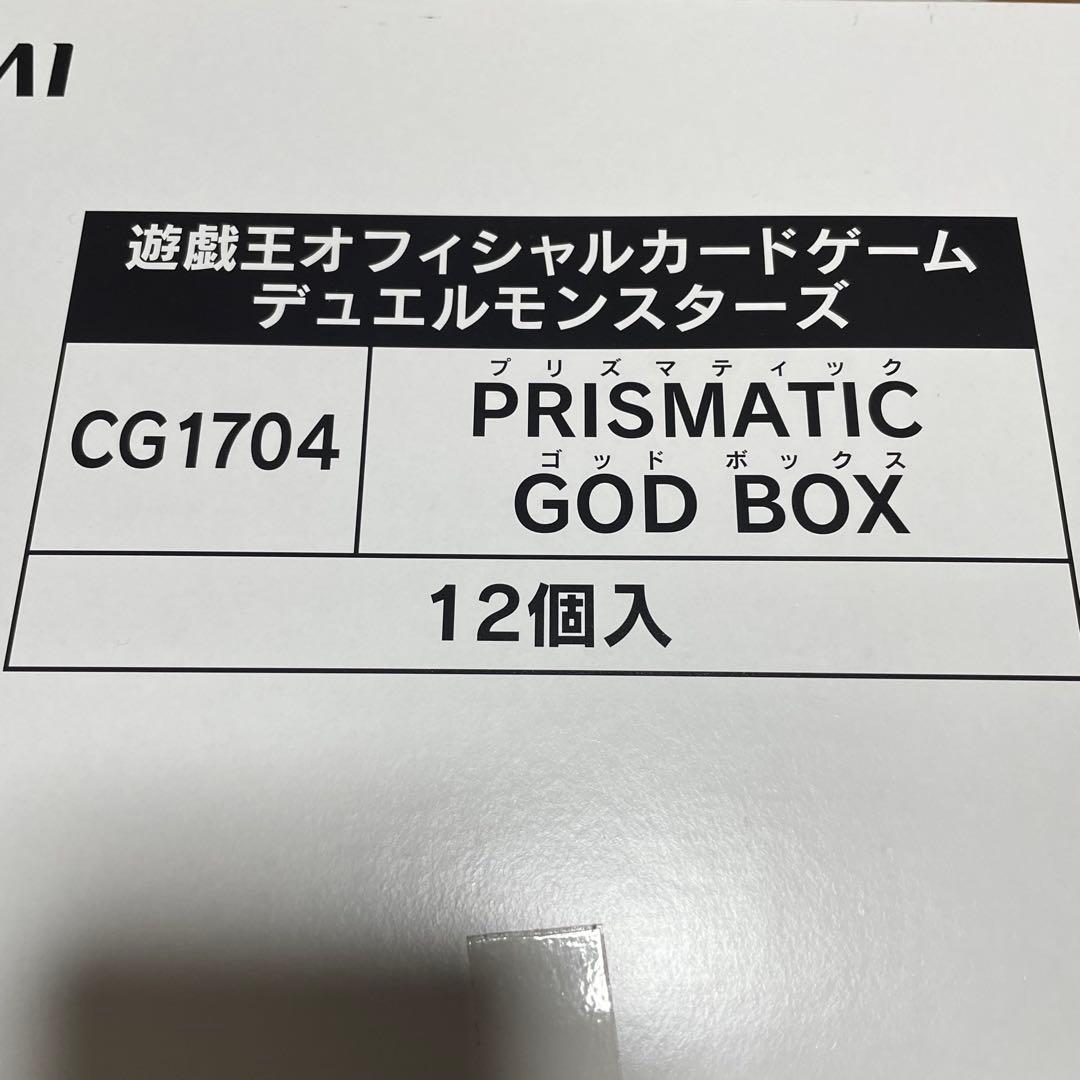 MI
遊戯王オフィシャルカードゲーム
デュエルモンスターズ
CG1704
プリズマティック
PRISMATIC
ゴッド ボックス
GOD BOX
12個入